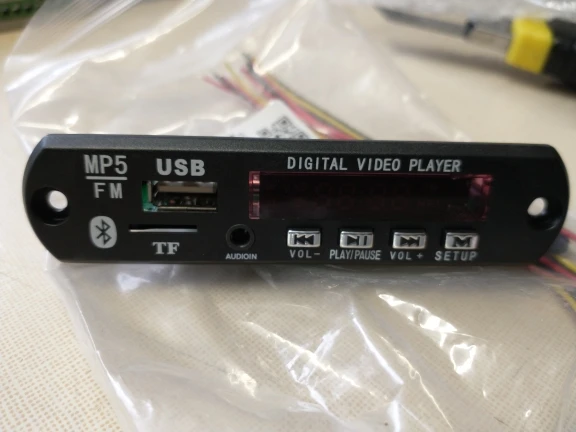 MP5
FM
USB
DIGITAL VIDEO PLAYER
TF
AUDIOIN
VOL-
PLAY/PAUSE
VOL+
M
SETUP